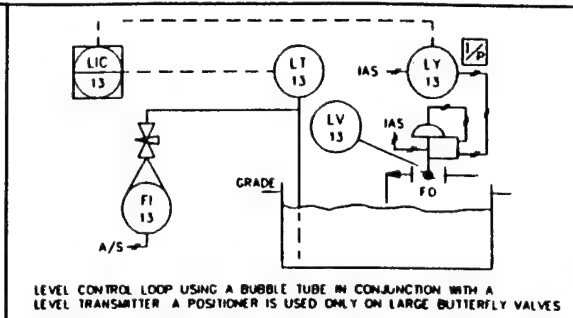 LIC
13
LT
13
IAS
LY
13
I/P
LV
13
IAS
GRADE
FO
FI
13
A/S
LEVEL CONTROL LOOP USING A BUBBLE TUBE IN CONJUNCTION WITH A
LEVEL TRANSMITTER A POSITIONER IS USED ONLY ON LARGE BUTTERFLY VALVES